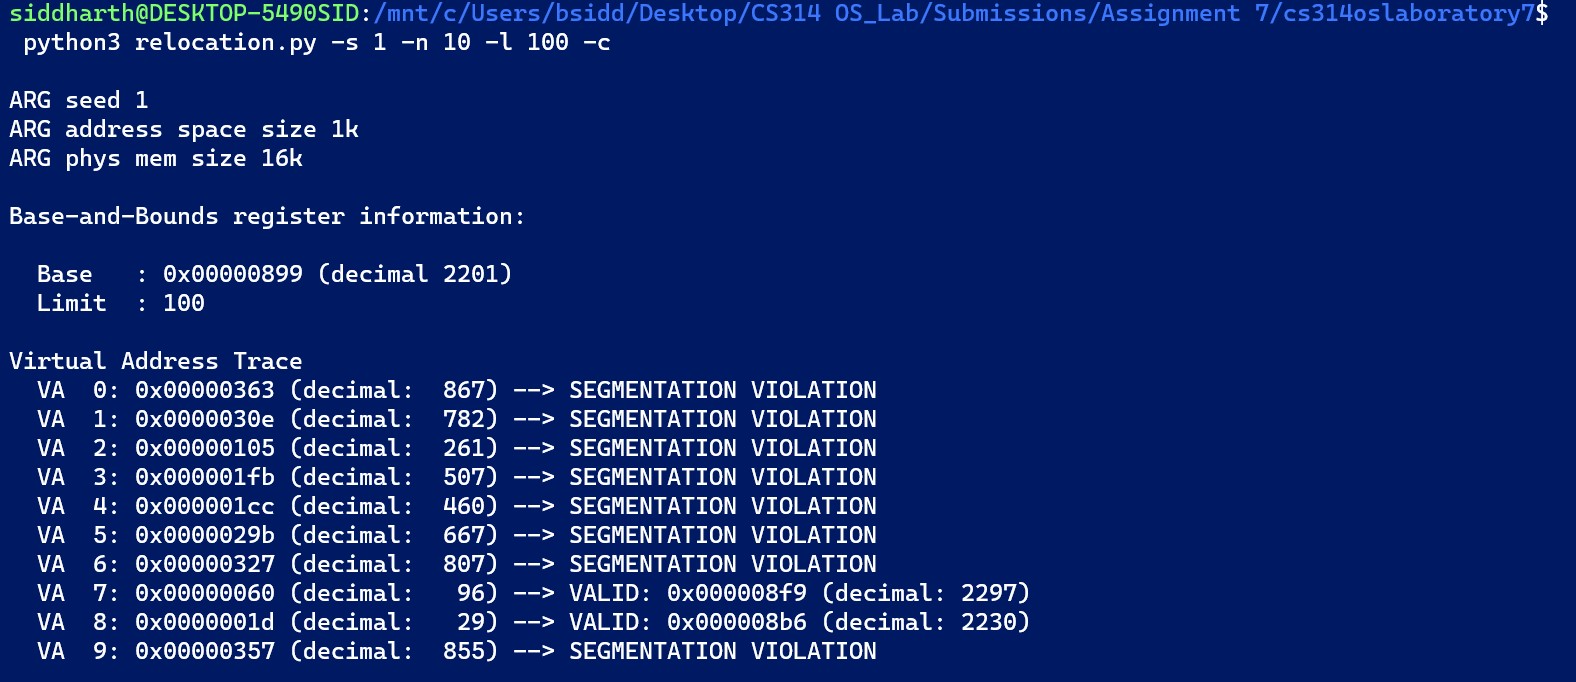 siddharth@DESKTOP-5490SID:/mnt/c/Users/bsidd/Desktop/CS314 OS_Lab/Submissions/Assignment 7/cs314oslaboratory7$
 python3 relocation.py -s 1 -n 10 -l 100 -c

ARG seed 1
ARG address space size 1k
ARG phys mem size 16k

Base-and-Bounds register information:

  Base   : 0x00000899 (decimal 2201)
  Limit  : 100

Virtual Address Trace
  VA  0: 0x00000363 (decimal:  867) --> SEGMENTATION VIOLATION
  VA  1: 0x0000030e (decimal:  782) --> SEGMENTATION VIOLATION
  VA  2: 0x00000105 (decimal:  261) --> SEGMENTATION VIOLATION
  VA  3: 0x000001fb (decimal:  507) --> SEGMENTATION VIOLATION
  VA  4: 0x000001cc (decimal:  460) --> SEGMENTATION VIOLATION
  VA  5: 0x0000029b (decimal:  667) --> SEGMENTATION VIOLATION
  VA  6: 0x00000327 (decimal:  807) --> SEGMENTATION VIOLATION
  VA  7: 0x00000060 (decimal:   96) --> VALID: 0x000008f9 (decimal: 2297)
  VA  8: 0x0000001d (decimal:   29) --> VALID: 0x000008b6 (decimal: 2230)
  VA  9: 0x00000357 (decimal:  855) --> SEGMENTATION VIOLATION